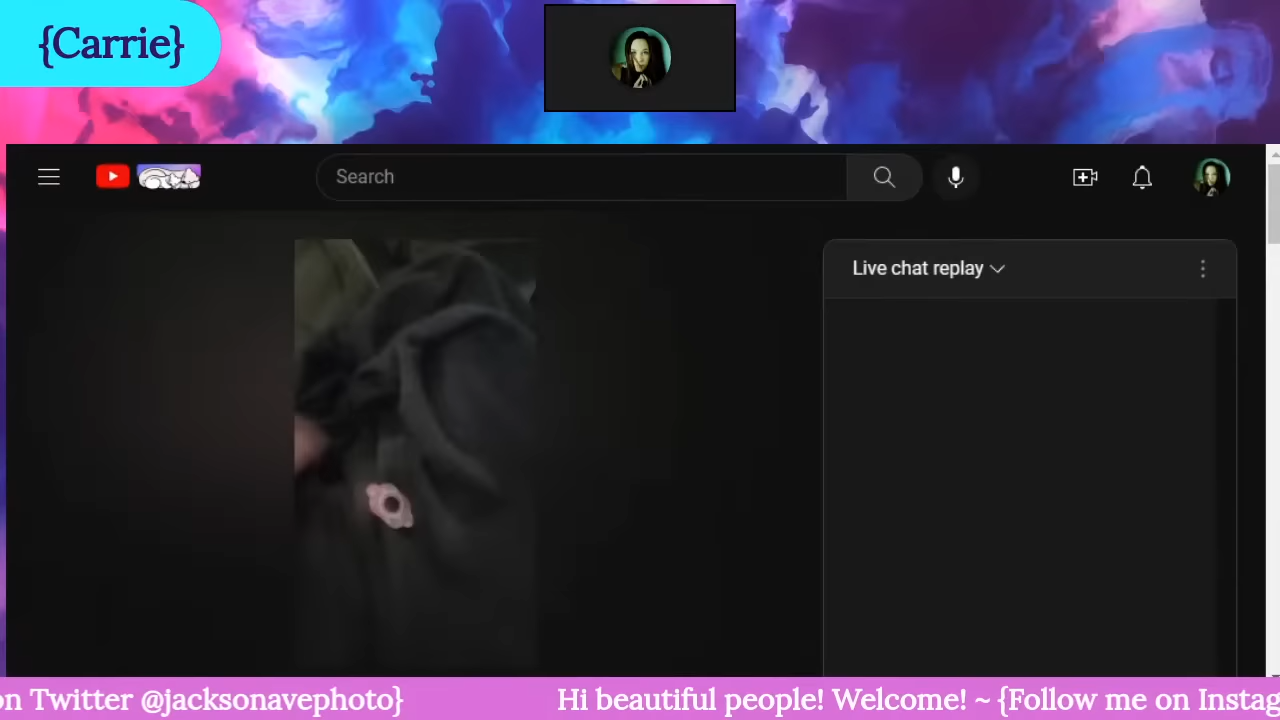 {Carrie}
Search
Live chat replay
on Twitter @jacksonavephoto} Hi beautiful people! Welcome! ~ {Follow me on Instag